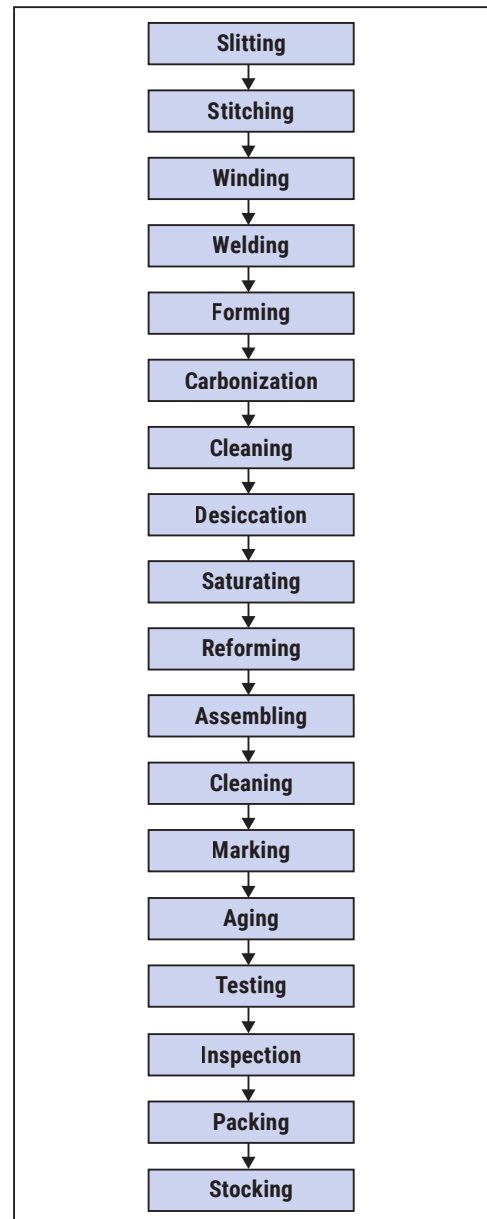 Slitting
Stitching
Winding
Welding
Forming
Carbonization
Cleaning
Desiccation
Saturating
Reforming
Assembling
Cleaning
Marking
Aging
Testing
Inspection
Packing
Stocking